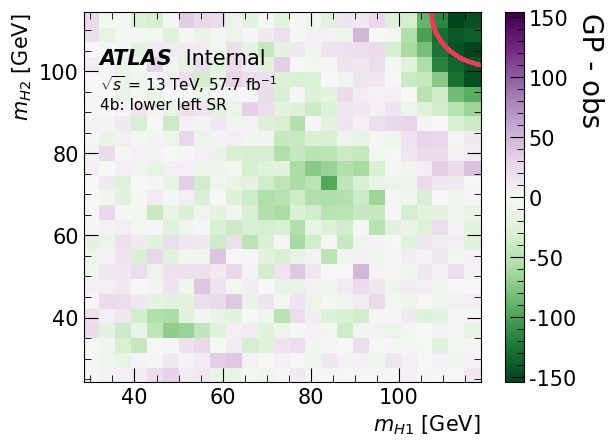 ATLAS Internal
√s = 13 TeV, 57.7 fb⁻¹
4b: lower left SR
m_H2 [GeV]
100
80
60
40
40 60 80 100
m_H1 [GeV]
150
100
50
0
-50
-100
-150
GP - obs